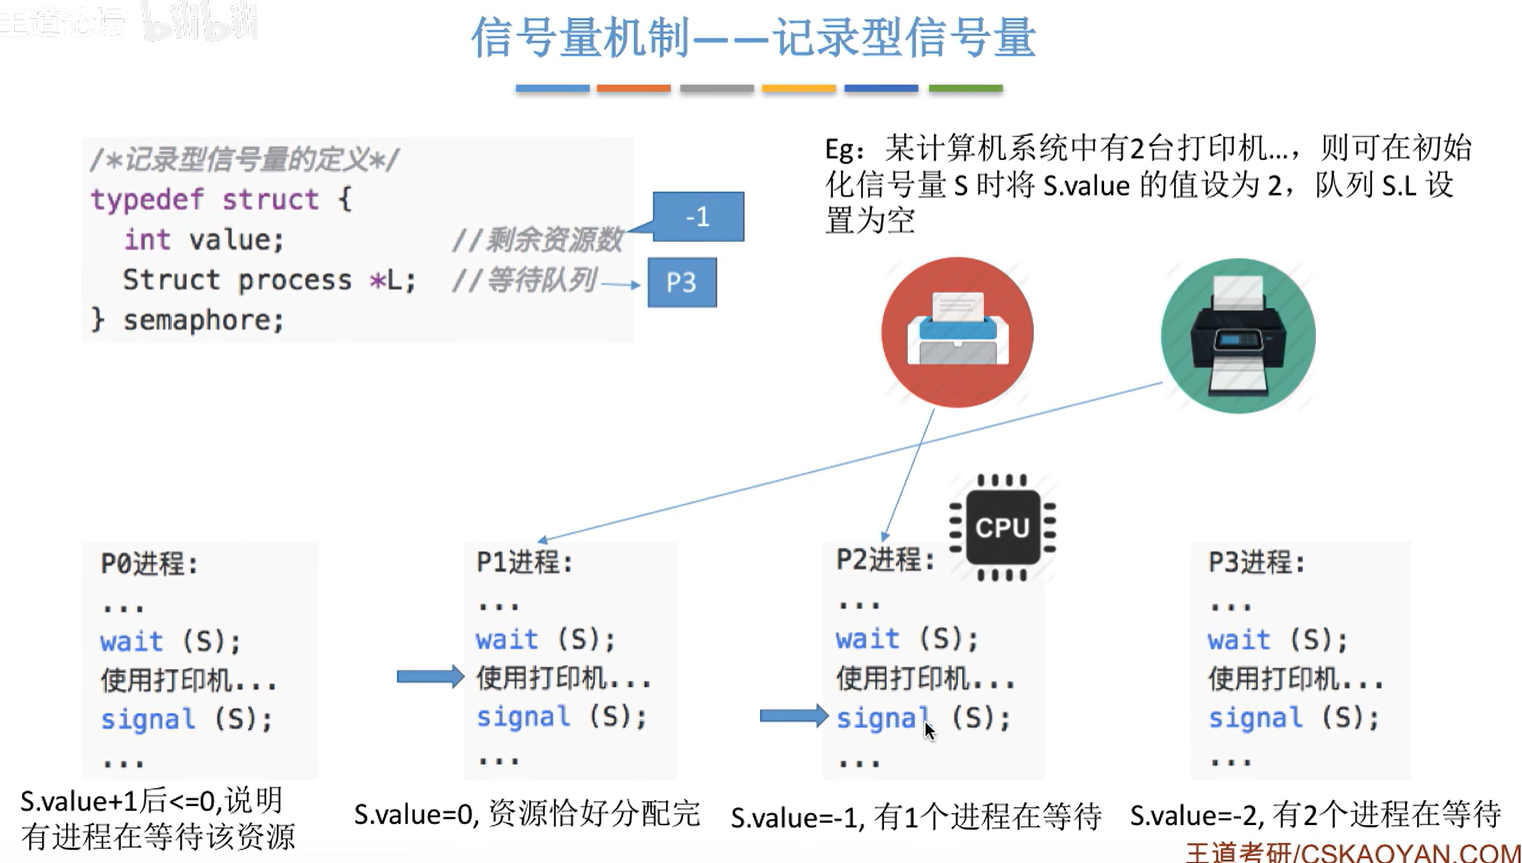 王道论坛 bilibili
信号量机制——记录型信号量
/*记录型信号量的定义*/
typedef struct {
int value; //剩余资源数
Struct process *L; //等待队列
} semaphore;
-1
P3
Eg：某计算机系统中有2台打印机...，则可在初始
化信号量 S 时将 S.value 的值设为 2，队列 S.L 设
置为空
CPU
P0进程:
...
wait (S);
使用打印机...
signal (S);
...
P1进程:
...
wait (S);
使用打印机...
signal (S);
...
P2进程:
...
wait (S);
使用打印机...
signal (S);
...
P3进程:
...
wait (S);
使用打印机...
signal (S);
...
S.value+1后<=0,说明
有进程在等待该资源
S.value=0, 资源恰好分配完
S.value=-1, 有1个进程在等待
S.value=-2, 有2个进程在等待
王道考研/CSKAOYAN.COM